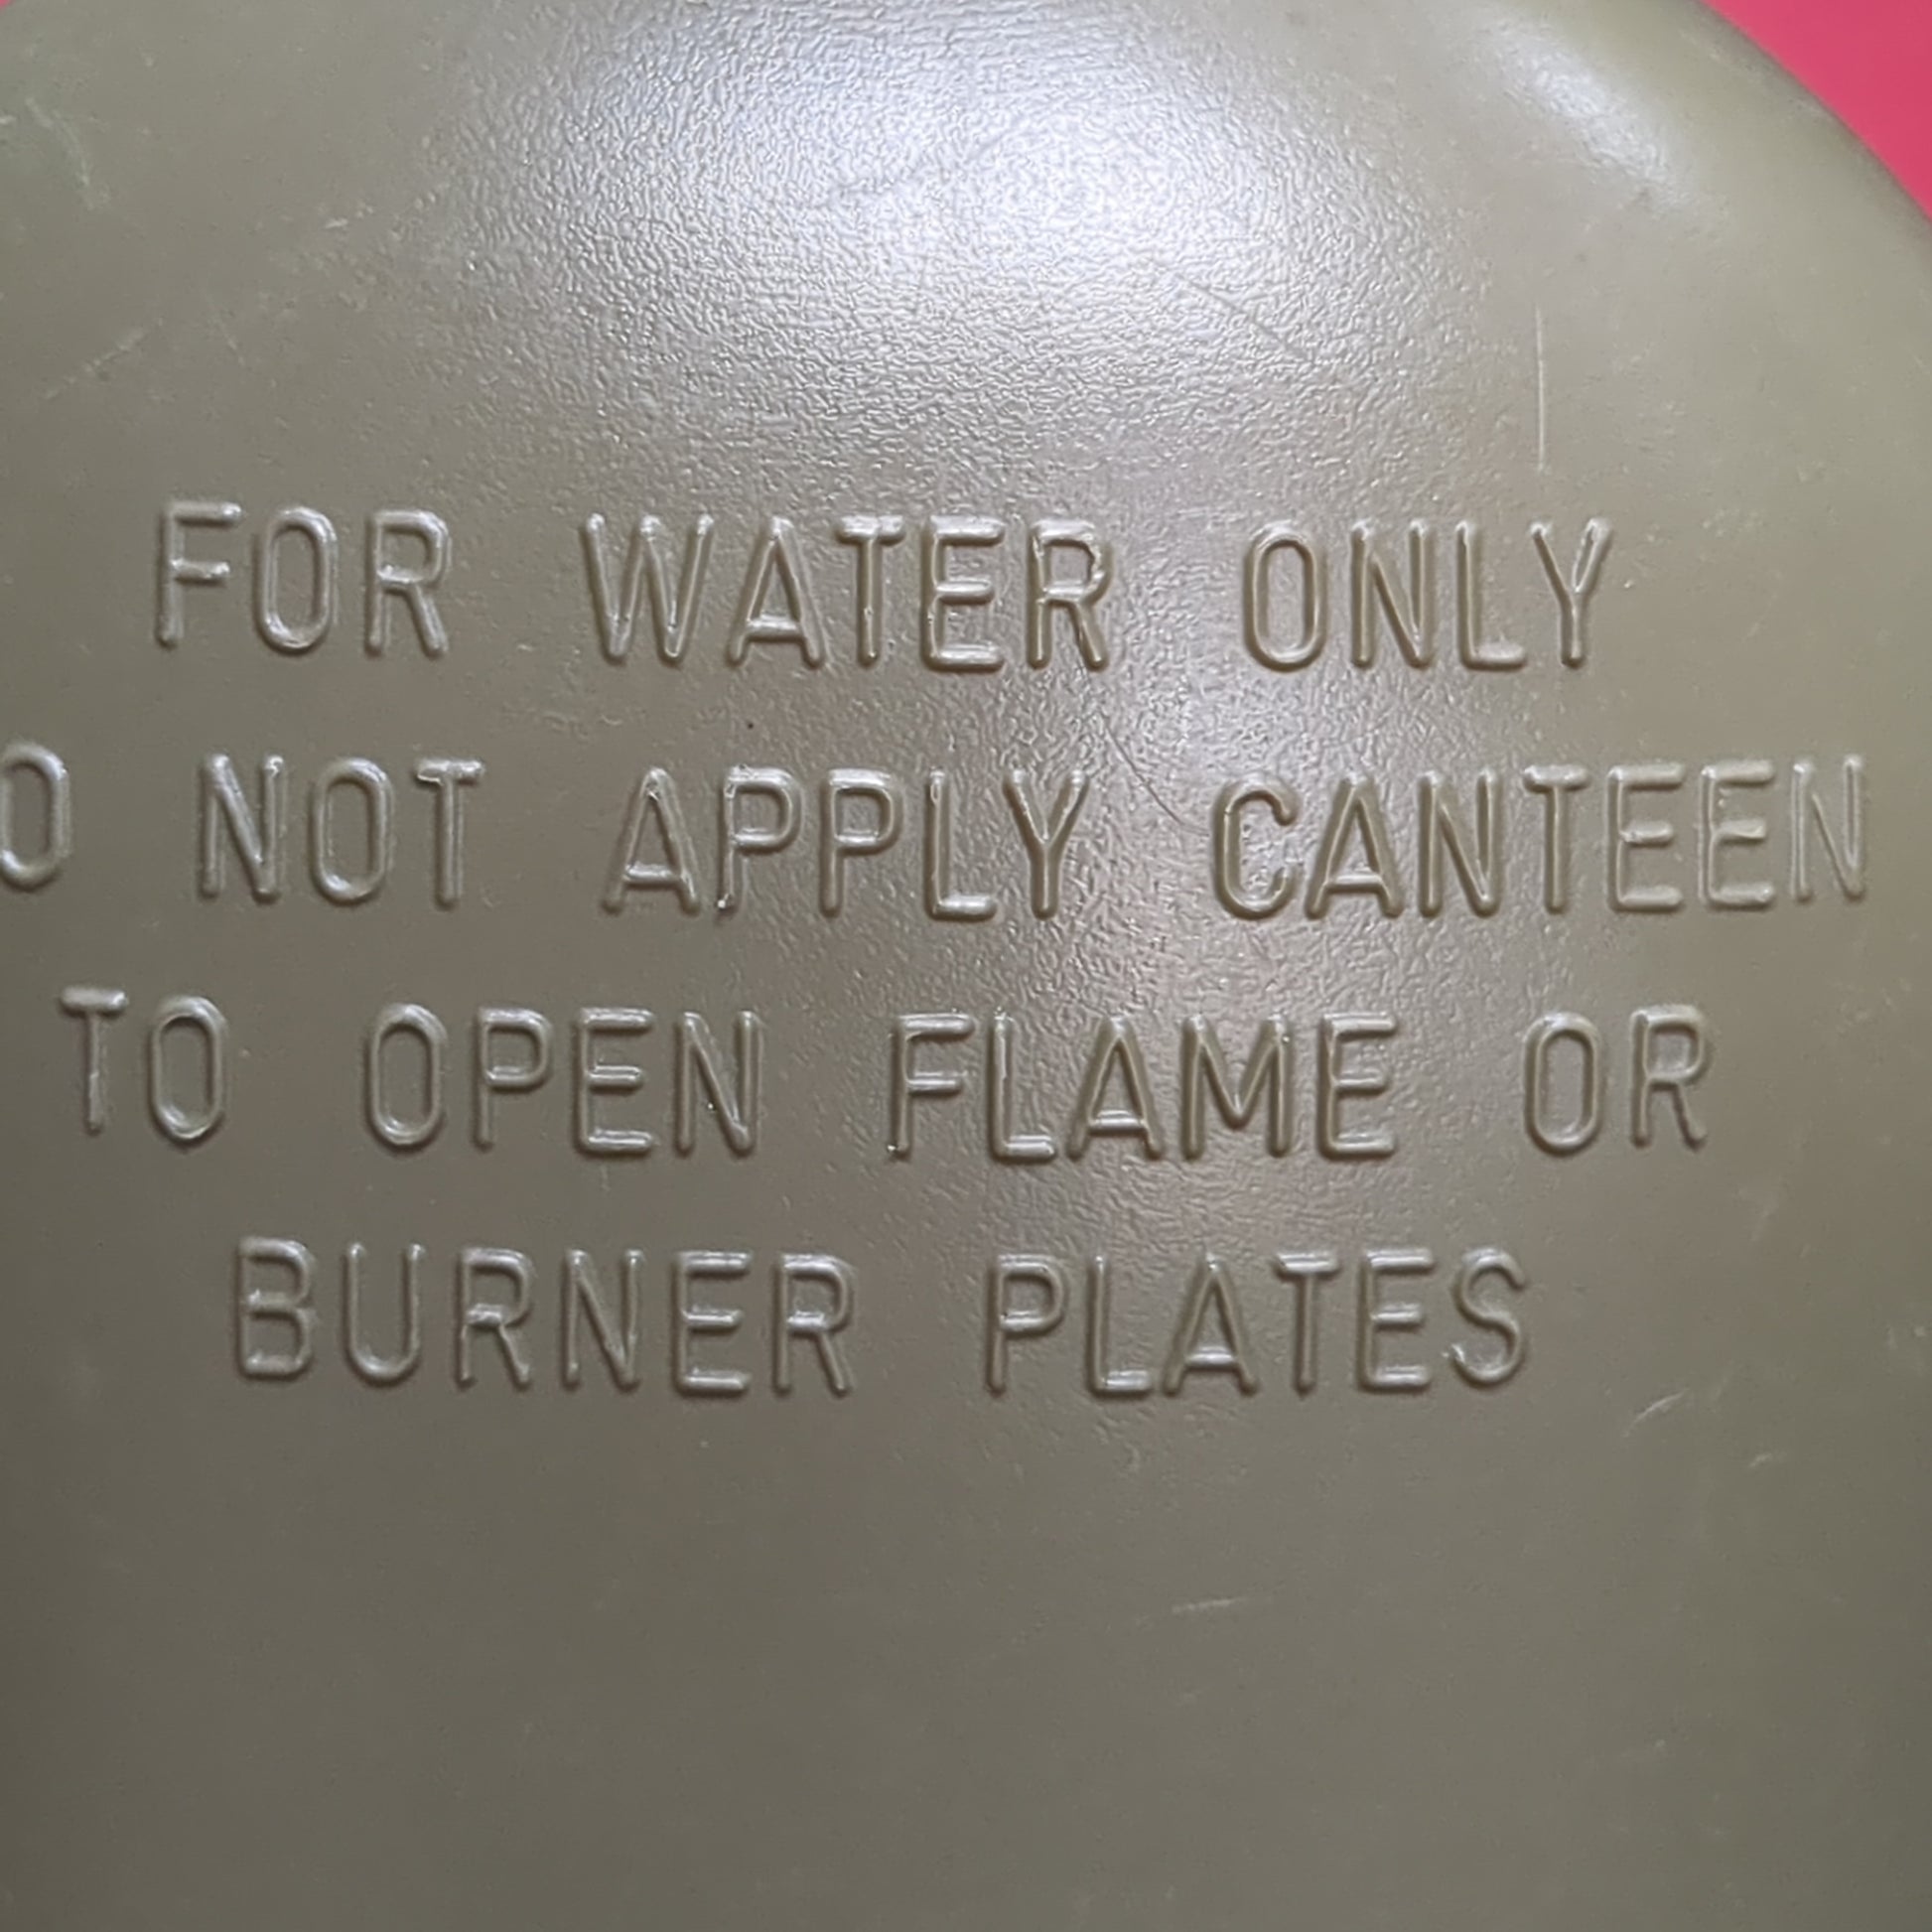 FOR WATER ONLY
O NOT APPLY CANTEEN
TO OPEN FLAME OR
BURNER PLATES